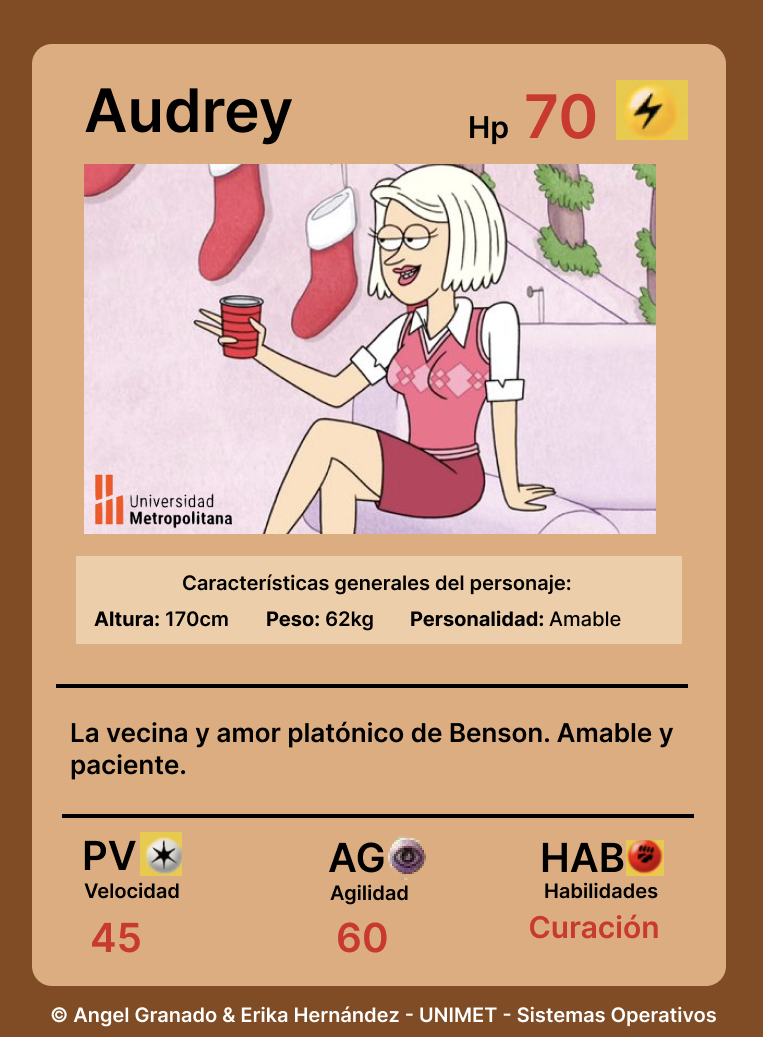 Audrey
Hp 70
Universidad
Metropolitana
Características generales del personaje:
Altura: 170cm Peso: 62kg Personalidad: Amable
La vecina y amor platónico de Benson. Amable y
paciente.
PV AG HAB
Velocidad Agilidad Habilidades
45 60 Curación
© Angel Granado & Erika Hernández - UNIMET - Sistemas Operativos